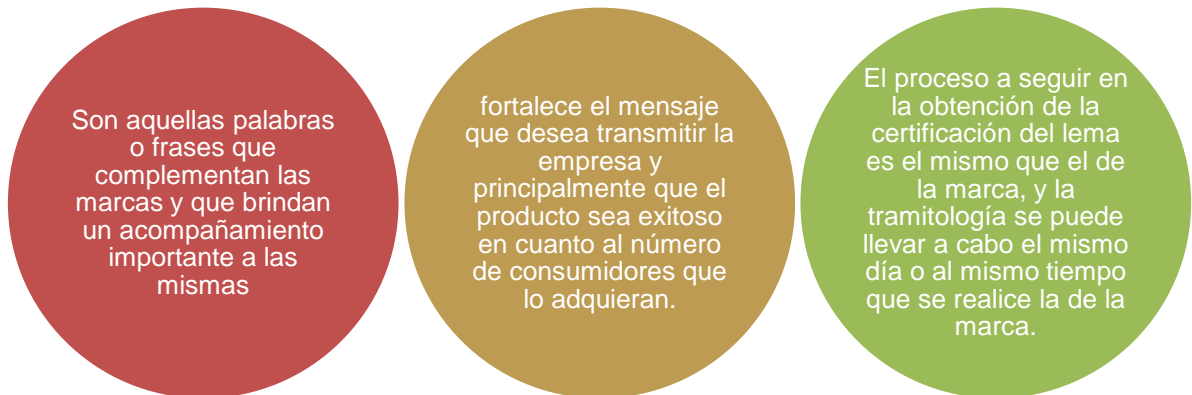 Son aquellas palabras
o frases que
complementan las
marcas y que brindan
un acompañamiento
importante a las
mismas
fortalece el mensaje
que desea transmitir la
empresa y
principalmente que el
producto sea exitoso
en cuanto al número
de consumidores que
lo adquieran.
El proceso a seguir en
la obtención de la
certificación del lema
es el mismo que el de
la marca, y la
tramitología se puede
llevar a cabo el mismo
día o al mismo tiempo
que se realice la de la
marca.